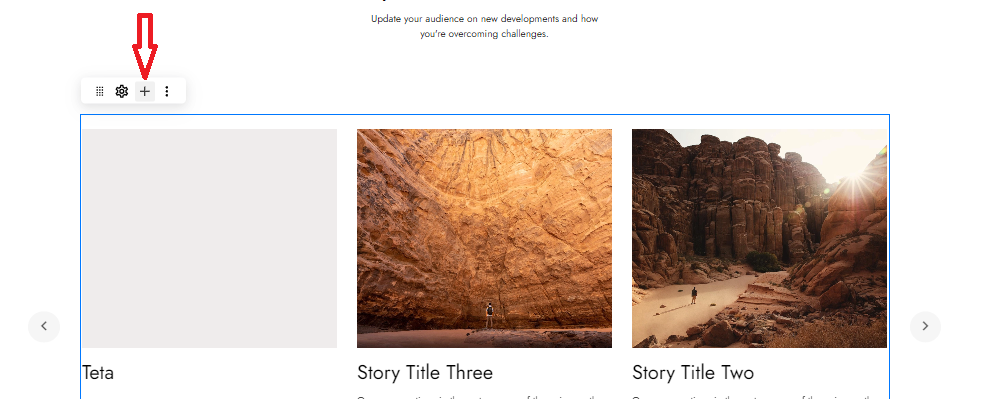 Update your audience on new developments and how
you're overcoming challenges.
Teta
Story Title Three
Story Title Two